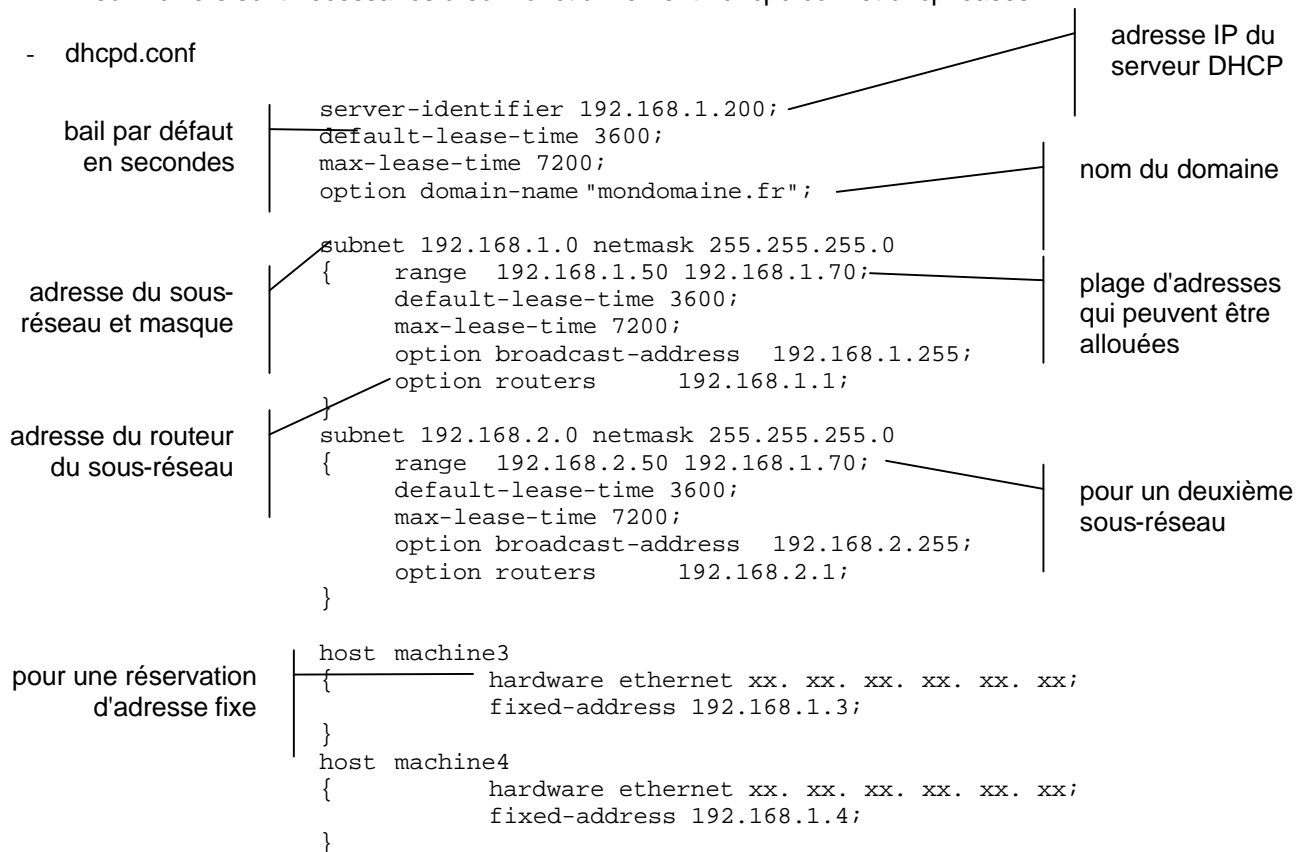 - dhcpd.conf
adresse IP du
serveur DHCP
server-identifier 192.168.1.200;
bail par défaut
en secondes
default-lease-time 3600;
max-lease-time 7200;
option domain-name "mondomaine.fr";
nom du domaine
subnet 192.168.1.0 netmask 255.255.255.0
{ range 192.168.1.50 192.168.1.70;
default-lease-time 3600;
max-lease-time 7200;
option broadcast-address 192.168.1.255;
option routers 192.168.1.1;
}
adresse du sous-
réseau et masque
plage d'adresses
qui peuvent être
allouées
adresse du routeur
du sous-réseau
subnet 192.168.2.0 netmask 255.255.255.0
{ range 192.168.2.50 192.168.1.70;
default-lease-time 3600;
max-lease-time 7200;
option broadcast-address 192.168.2.255;
option routers 192.168.2.1;
}
pour un deuxième
sous-réseau
host machine3
{ hardware ethernet xx. xx. xx. xx. xx. xx;
fixed-address 192.168.1.3;
}
pour une réservation
d'adresse fixe
host machine4
{ hardware ethernet xx. xx. xx. xx. xx. xx;
fixed-address 192.168.1.4;
}